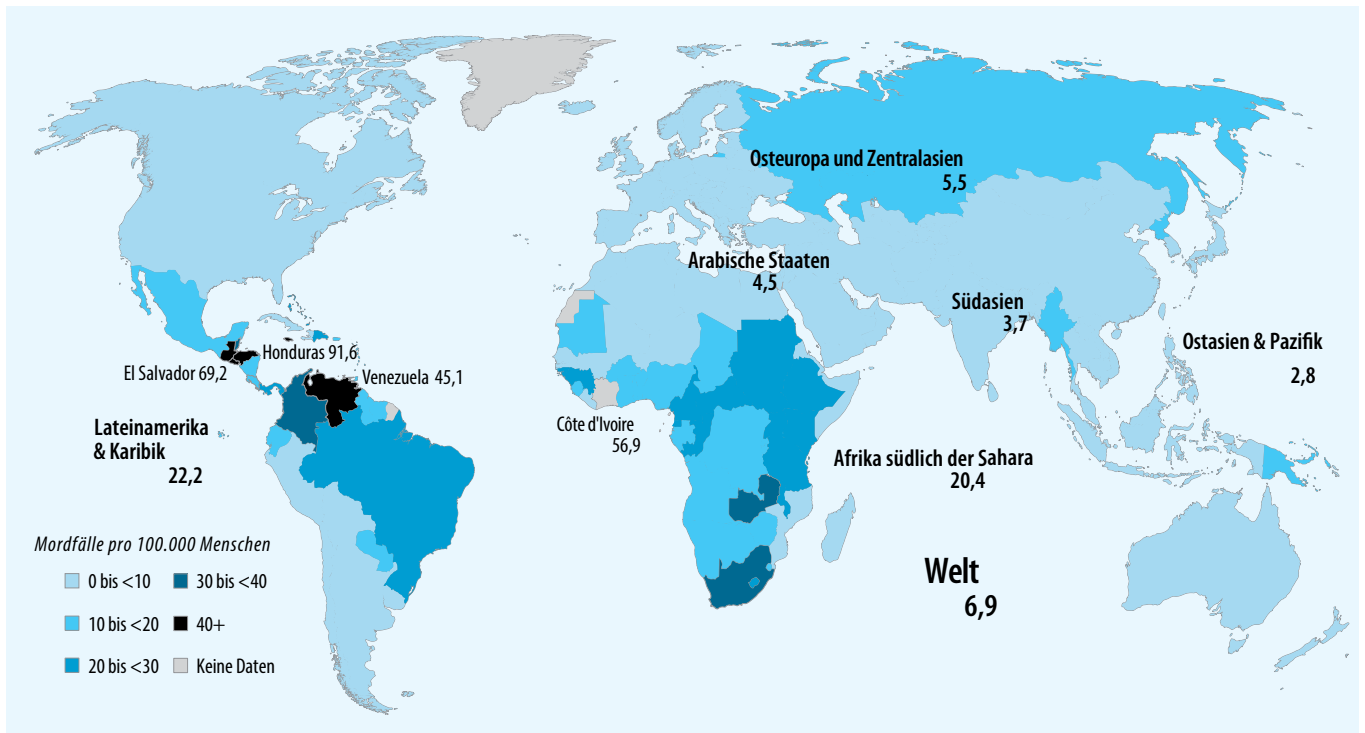 Osteuropa und Zentralasien
5,5
Arabische Staaten
4,5
Südasien
3,7
Ostasien & Pazifik
2,8
Honduras 91,6
El Salvador 69,2
Venezuela 45,1
Lateinamerika
& Karibik
22,2
Côte d'Ivoire
56,9
Afrika südlich der Sahara
20,4
Welt
6,9
Mordfälle pro 100.000 Menschen
0 bis <10
10 bis <20
20 bis <30
30 bis <40
40+
Keine Daten